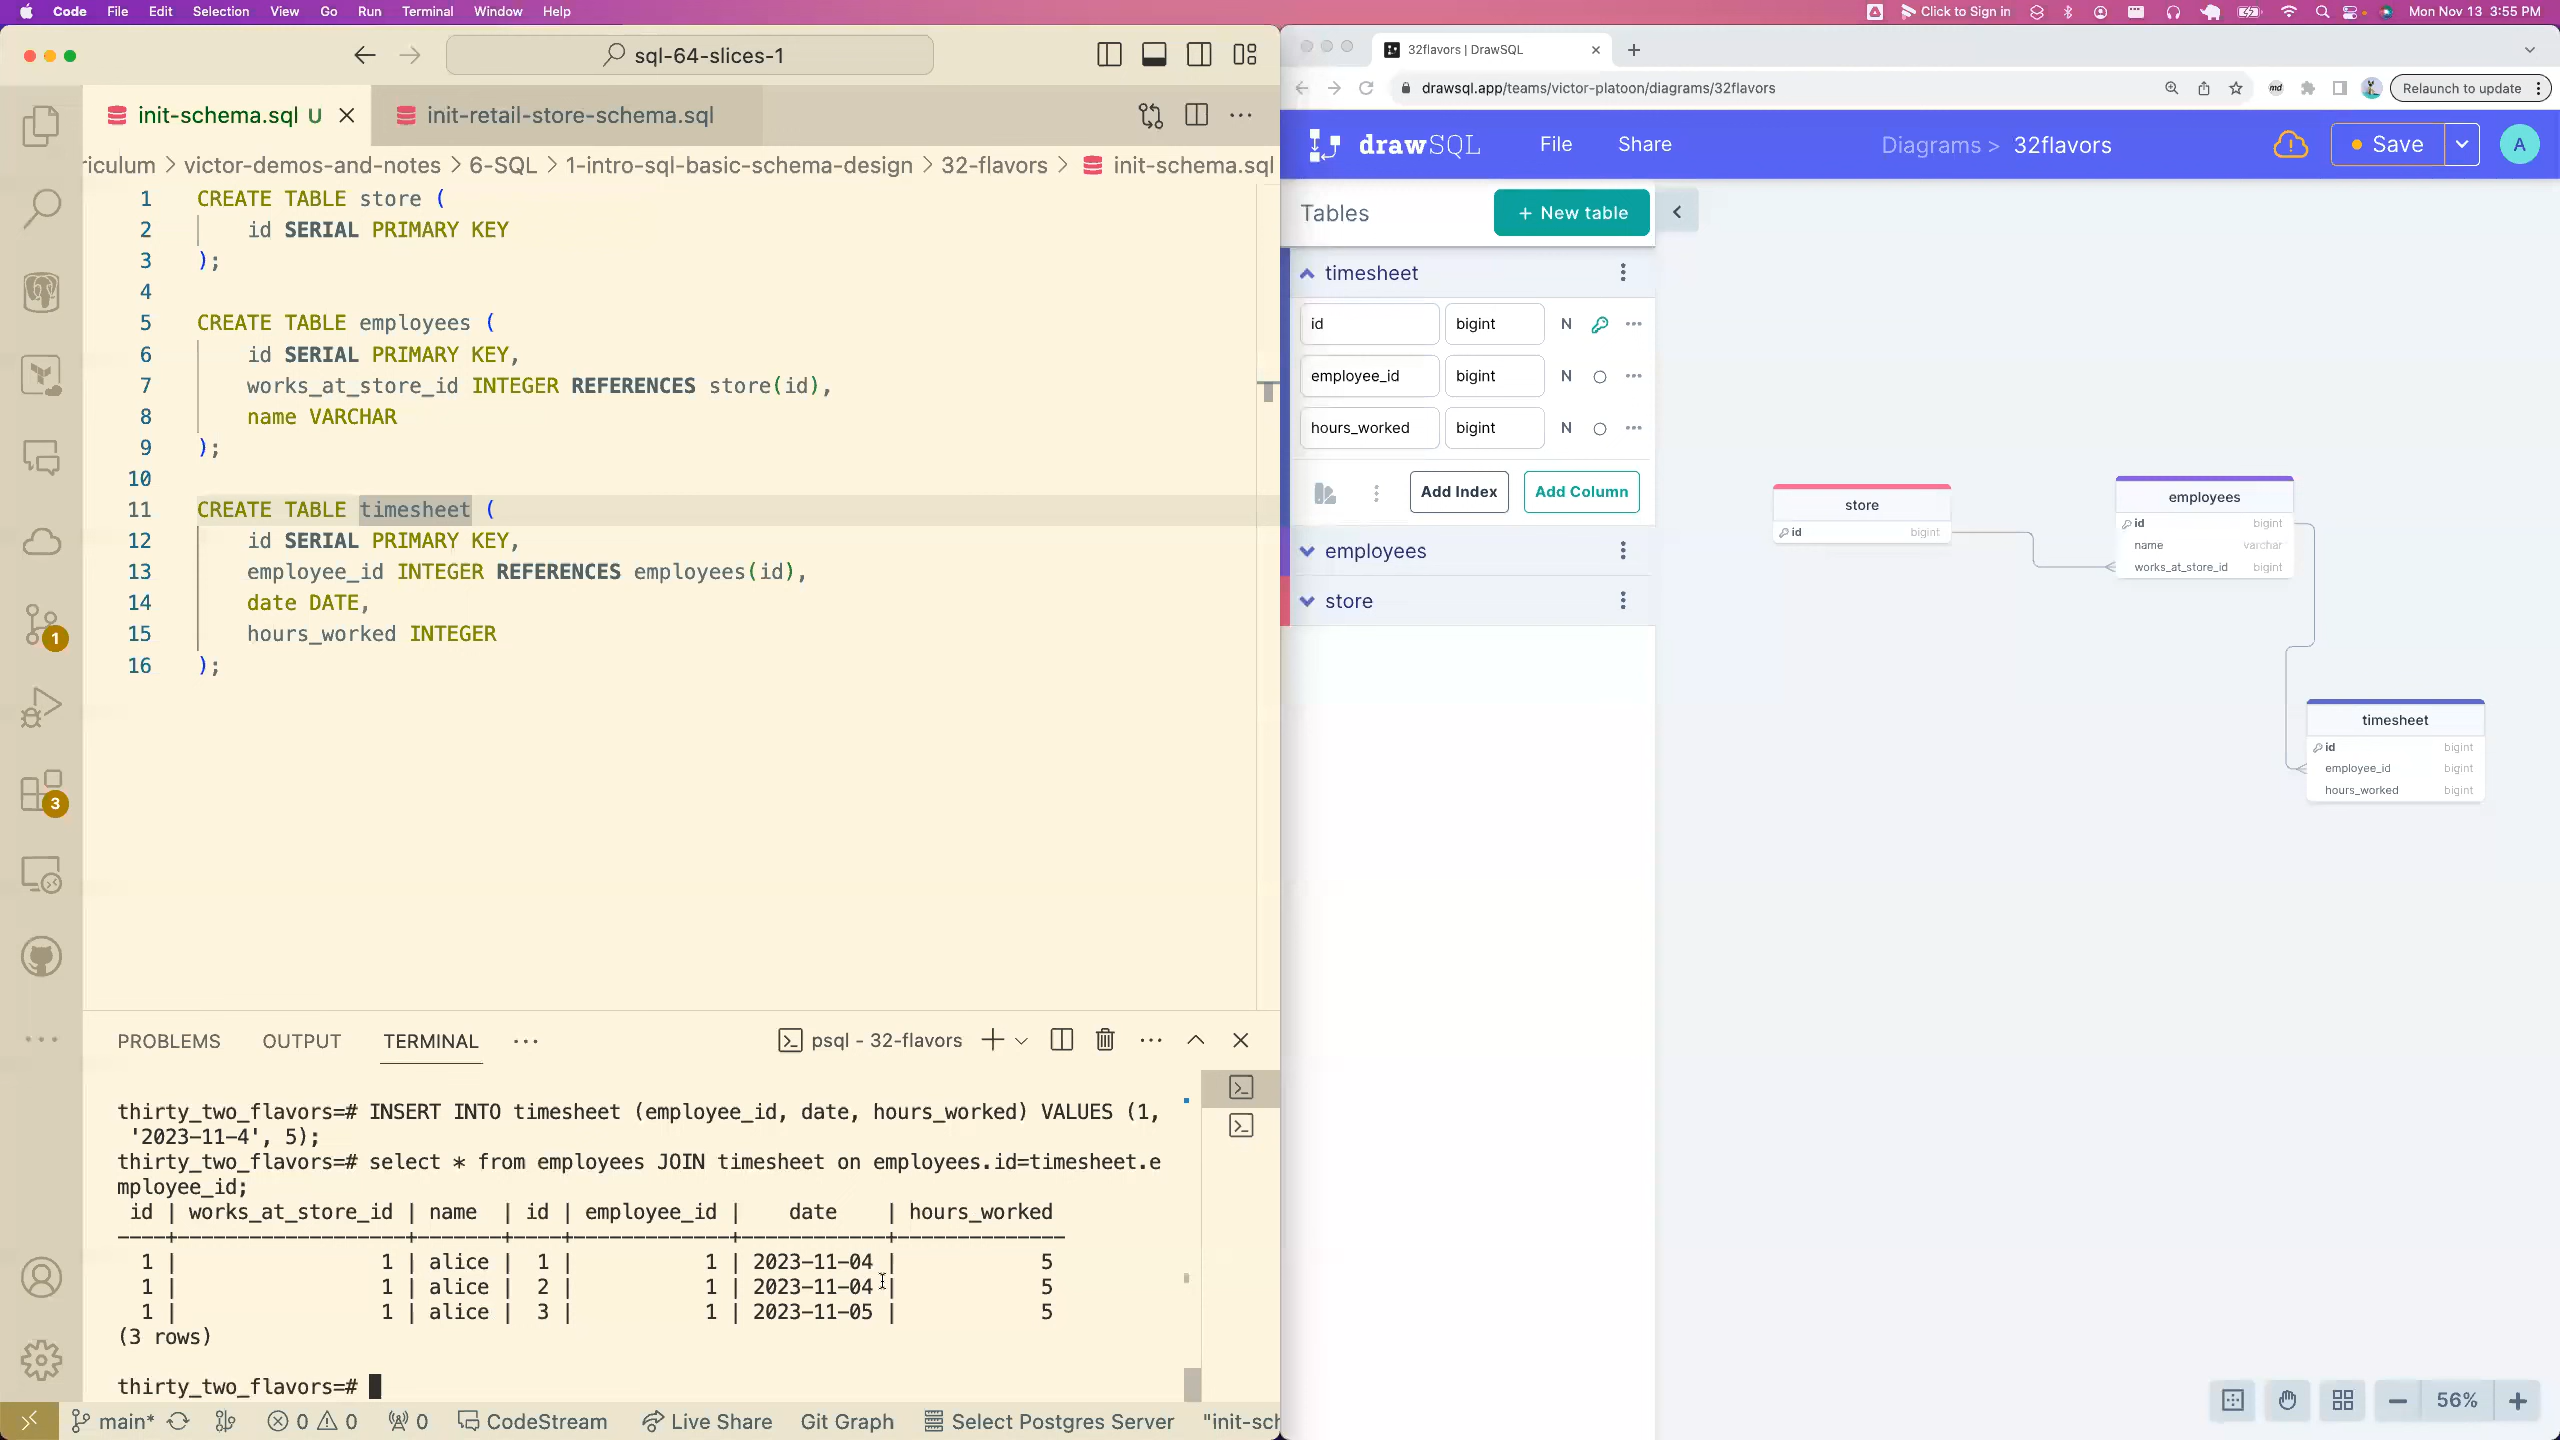 Code File Edit Selection View Go Run Terminal Window Help
Click to Sign in
Mon Nov 13 3:55 PM
sql-64-slices-1
init-schema.sql U
init-retail-store-schema.sql
riculum > victor-demos-and-notes > 6-SQL > 1-intro-sql-basic-schema-design > 32-flavors > init-schema.sql
1 CREATE TABLE store (
2 id SERIAL PRIMARY KEY
3 );
4
5 CREATE TABLE employees (
6 id SERIAL PRIMARY KEY,
7 works_at_store_id INTEGER REFERENCES store(id),
8 name VARCHAR
9 );
10
11 CREATE TABLE timesheet (
12 id SERIAL PRIMARY KEY,
13 employee_id INTEGER REFERENCES employees(id),
14 date DATE,
15 hours_worked INTEGER
16 );
1
3
PROBLEMS OUTPUT TERMINAL
psql - 32-flavors
thirty_two_flavors=# INSERT INTO timesheet (employee_id, date, hours_worked) VALUES (1,
'2023-11-4', 5);
thirty_two_flavors=# select * from employees JOIN timesheet on employees.id=timesheet.e
mployee_id;
id | works_at_store_id | name | id | employee_id | date | hours_worked
----+-------------------+-------+----+-------------+------------+--------------
1 | 1 | alice | 1 | 1 | 2023-11-04 | 5
1 | 1 | alice | 2 | 1 | 2023-11-04 | 5
1 | 1 | alice | 3 | 1 | 2023-11-05 | 5
(3 rows)
thirty_two_flavors=#
main* 0 0 0 CodeStream Live Share Git Graph Select Postgres Server "init-sch
32flavors | DrawSQL
drawsql.app/teams/victor-platoon/diagrams/32flavors
Relaunch to update
drawSQL File Share
Diagrams > 32flavors
Save
A
Tables
+ New table
timesheet
id bigint N
employee_id bigint N
hours_worked bigint N
Add Index
Add Column
employees
store
store
id bigint
employees
id bigint
name varchar
works_at_store_id bigint
timesheet
id bigint
employee_id bigint
hours_worked bigint
56%